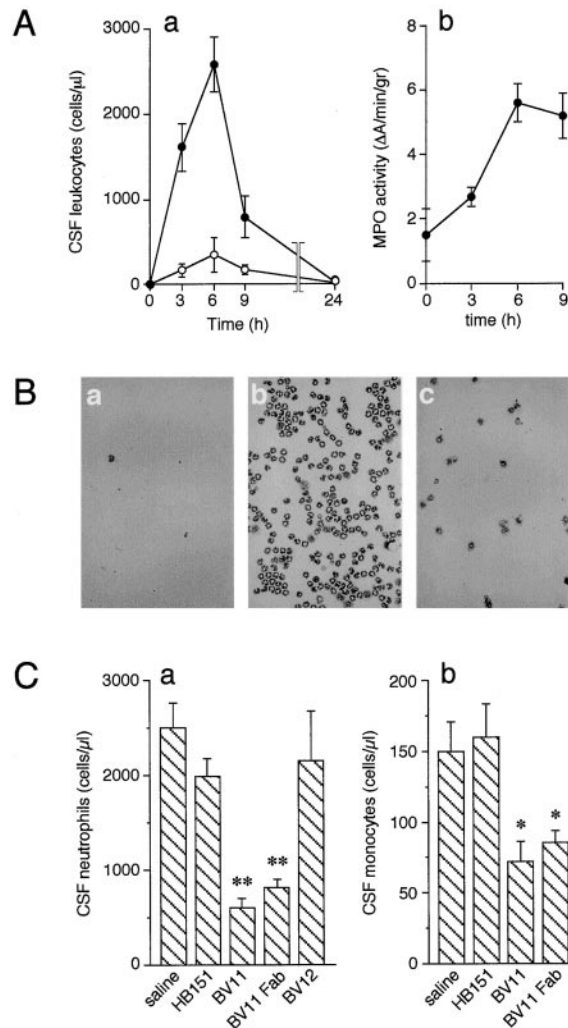 A
a
CSF leukocytes (cells/µl)
3000
2000
1000
0
0 3 6 9 24
Time (h)
b
MPO activity (ΔA/min/gr)
8
6
4
2
0
0 3 6 9
time (h)
B
a b c
C
a
CSF neutrophils (cells/µl)
3000
2000
1000
0
** **
saline HB151 BV11 BV11 Fab BV12
b
CSF monocytes (cells/µl)
200
150
100
50
0
* *
saline HB151 BV11 BV11 Fab